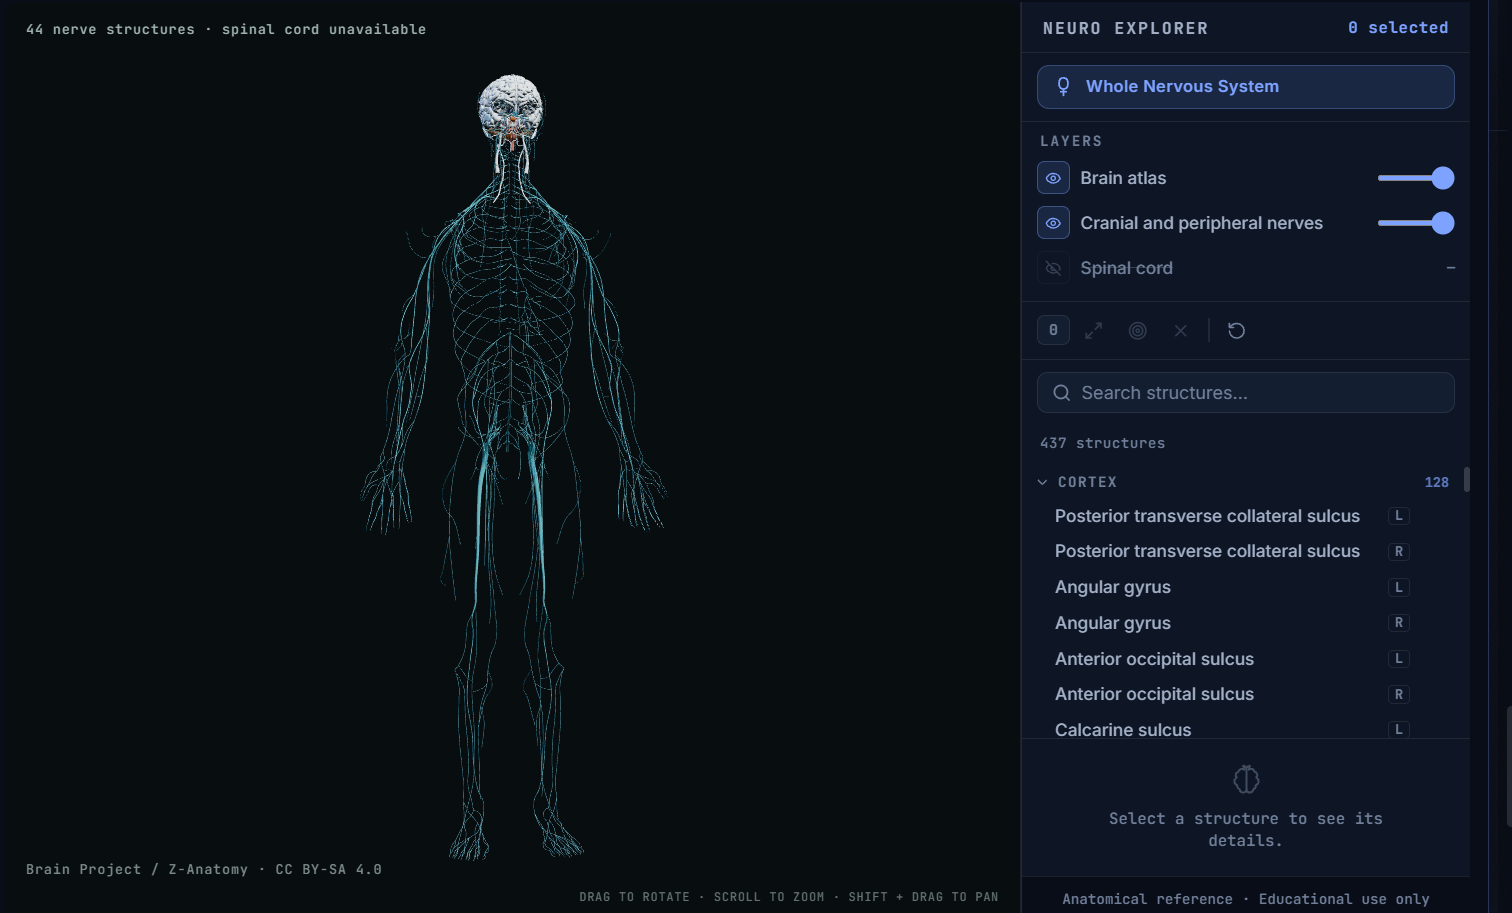 44 nerve structures · spinal cord unavailable
Brain Project / Z-Anatomy · CC BY-SA 4.0
DRAG TO ROTATE · SCROLL TO ZOOM · SHIFT + DRAG TO PAN
NEURO EXPLORER 0 selected
Whole Nervous System
LAYERS
Brain atlas
Cranial and peripheral nerves
Spinal cord –
0
Search structures...
437 structures
CORTEX 128
Posterior transverse collateral sulcus L
Posterior transverse collateral sulcus R
Angular gyrus L
Angular gyrus R
Anterior occipital sulcus L
Anterior occipital sulcus R
Calcarine sulcus L
Select a structure to see its
details.
Anatomical reference · Educational use only